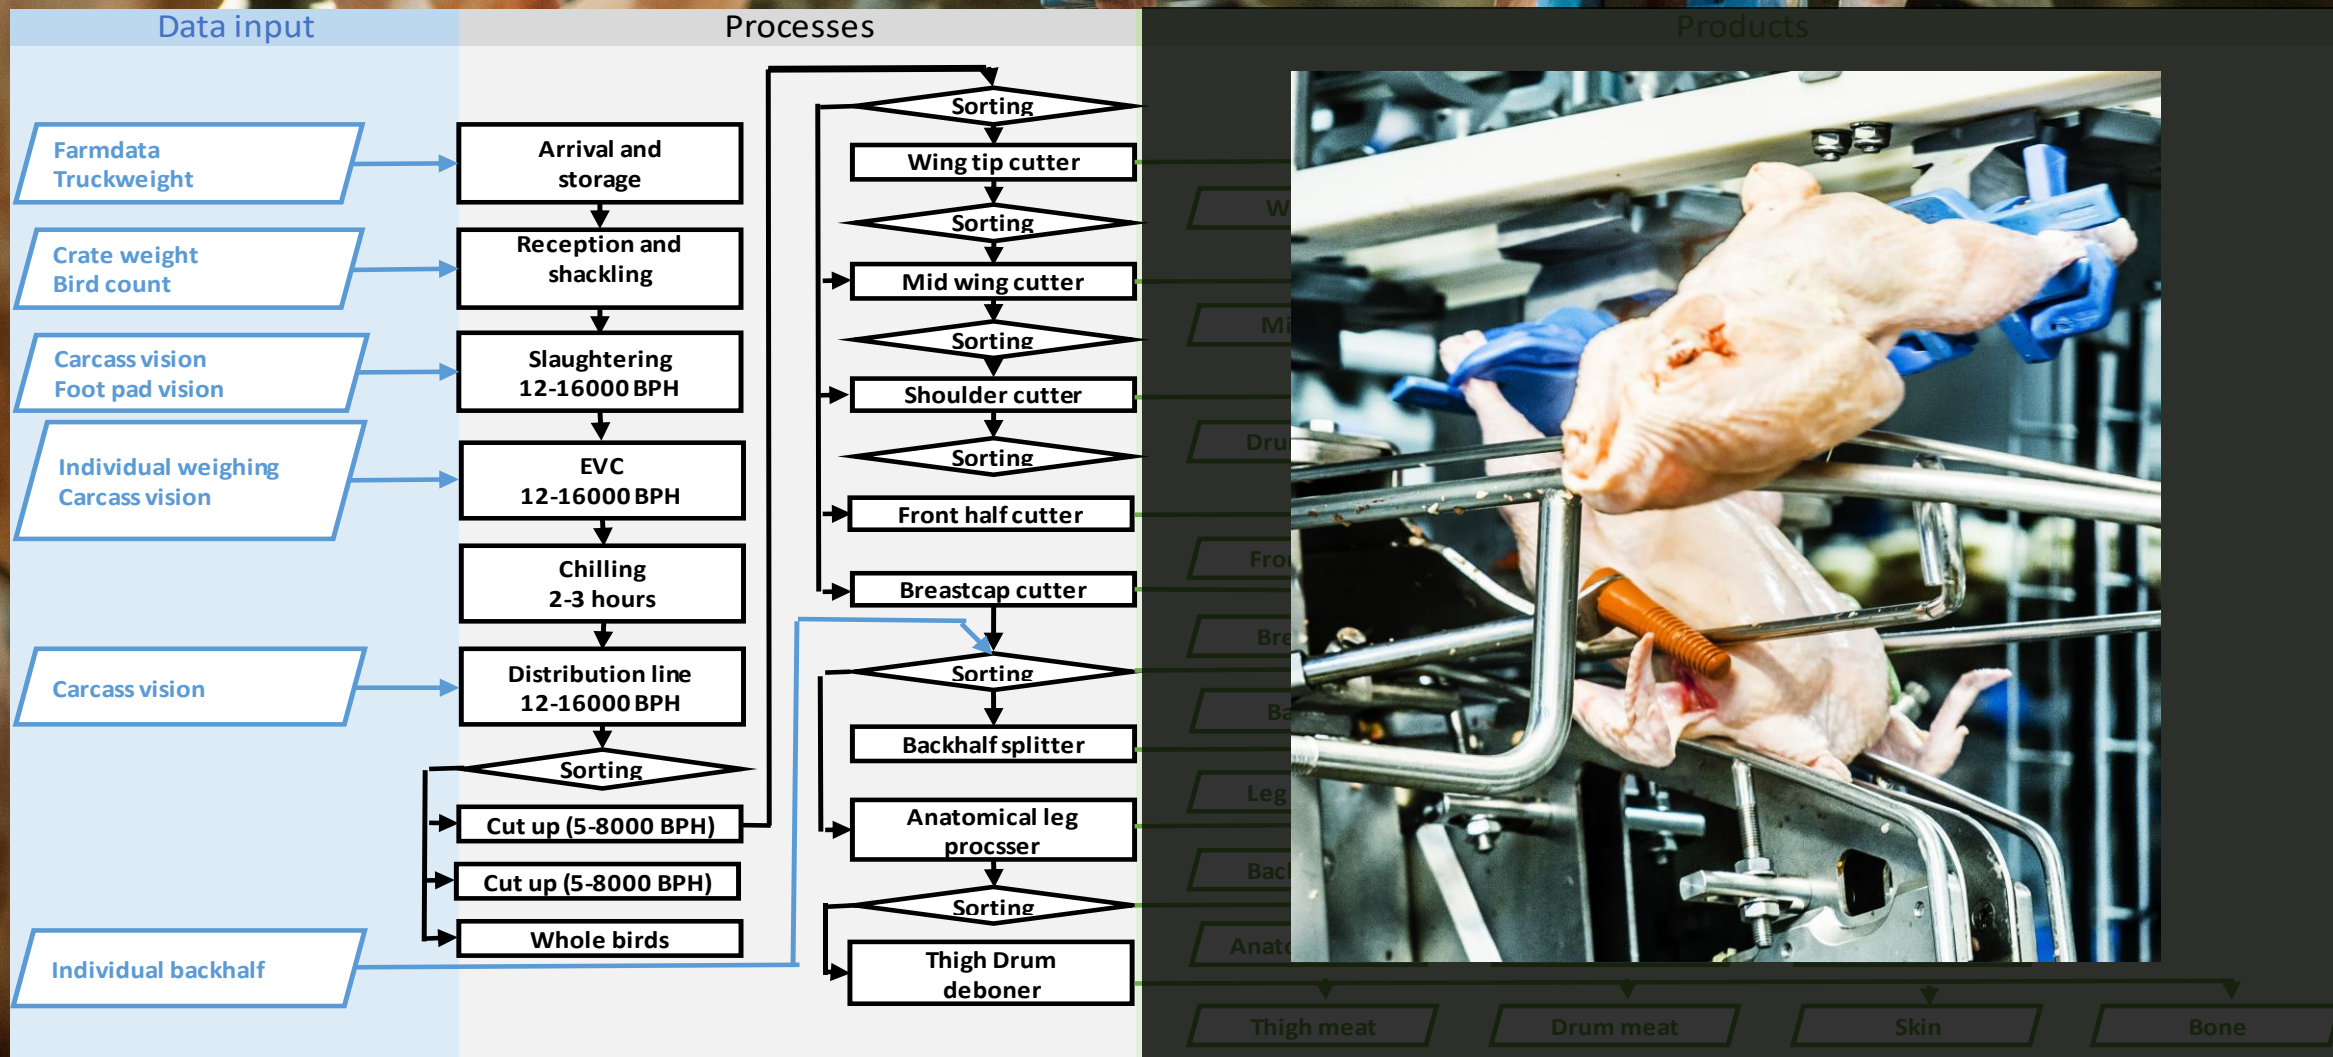 Data input
Processes
Products
Farmdata
Truckweight
Crate weight
Bird count
Carcass vision
Foot pad vision
Individual weighing
Carcass vision
Carcass vision
Individual backhalf
Arrival and
storage
Reception and
shackling
Slaughtering
12-16000 BPH
EVC
12-16000 BPH
Chilling
2-3 hours
Distribution line
12-16000 BPH
Sorting
Cut up (5-8000 BPH)
Cut up (5-8000 BPH)
Whole birds
Sorting
Wing tip cutter
Sorting
Mid wing cutter
Sorting
Shoulder cutter
Sorting
Front half cutter
Breastcap cutter
Sorting
Backhalf splitter
Anatomical leg
procsser
Sorting
Thigh Drum
deboner
Leg
Thigh meat
Drum meat
Skin
Bone